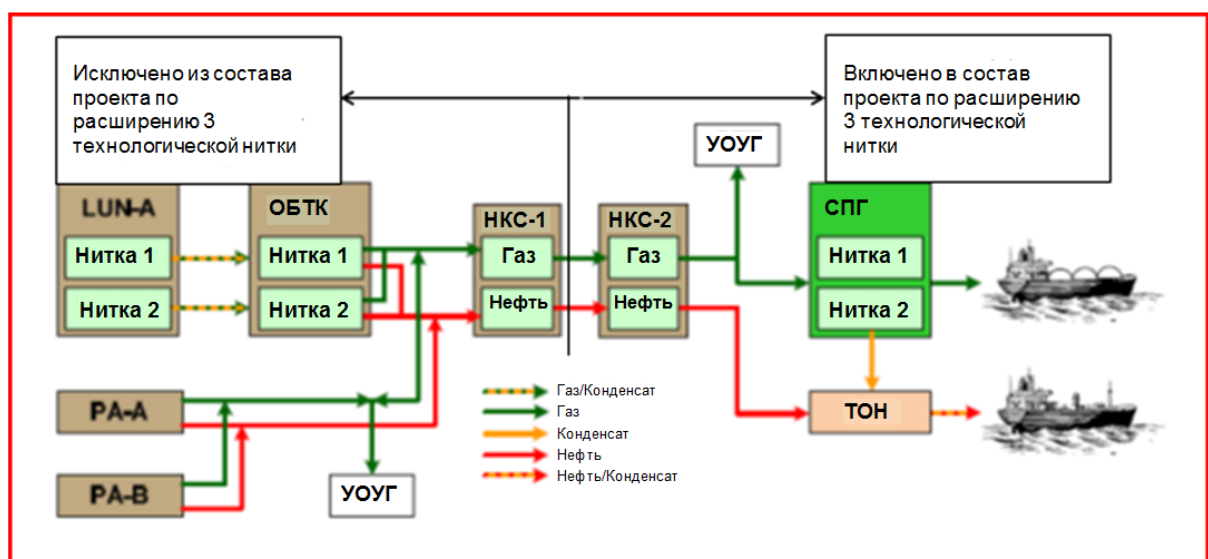 Исключено из состава
проекта по
расширению 3
технологической нитки
Включено в состав
проекта по расширению
3 технологической
нитки
УОУГ
LUN-A
ОБТК
НКС-1
НКС-2
СПГ
Нитка 1
Нитка 1
Газ
Газ
Нитка 1
Нитка 2
Нитка 2
Нефть
Нефть
Нитка 2
Газ/Конденсат
Газ
Конденсат
Нефть
Нефть/Конденсат
PA-A
ТОН
PA-B
УОУГ